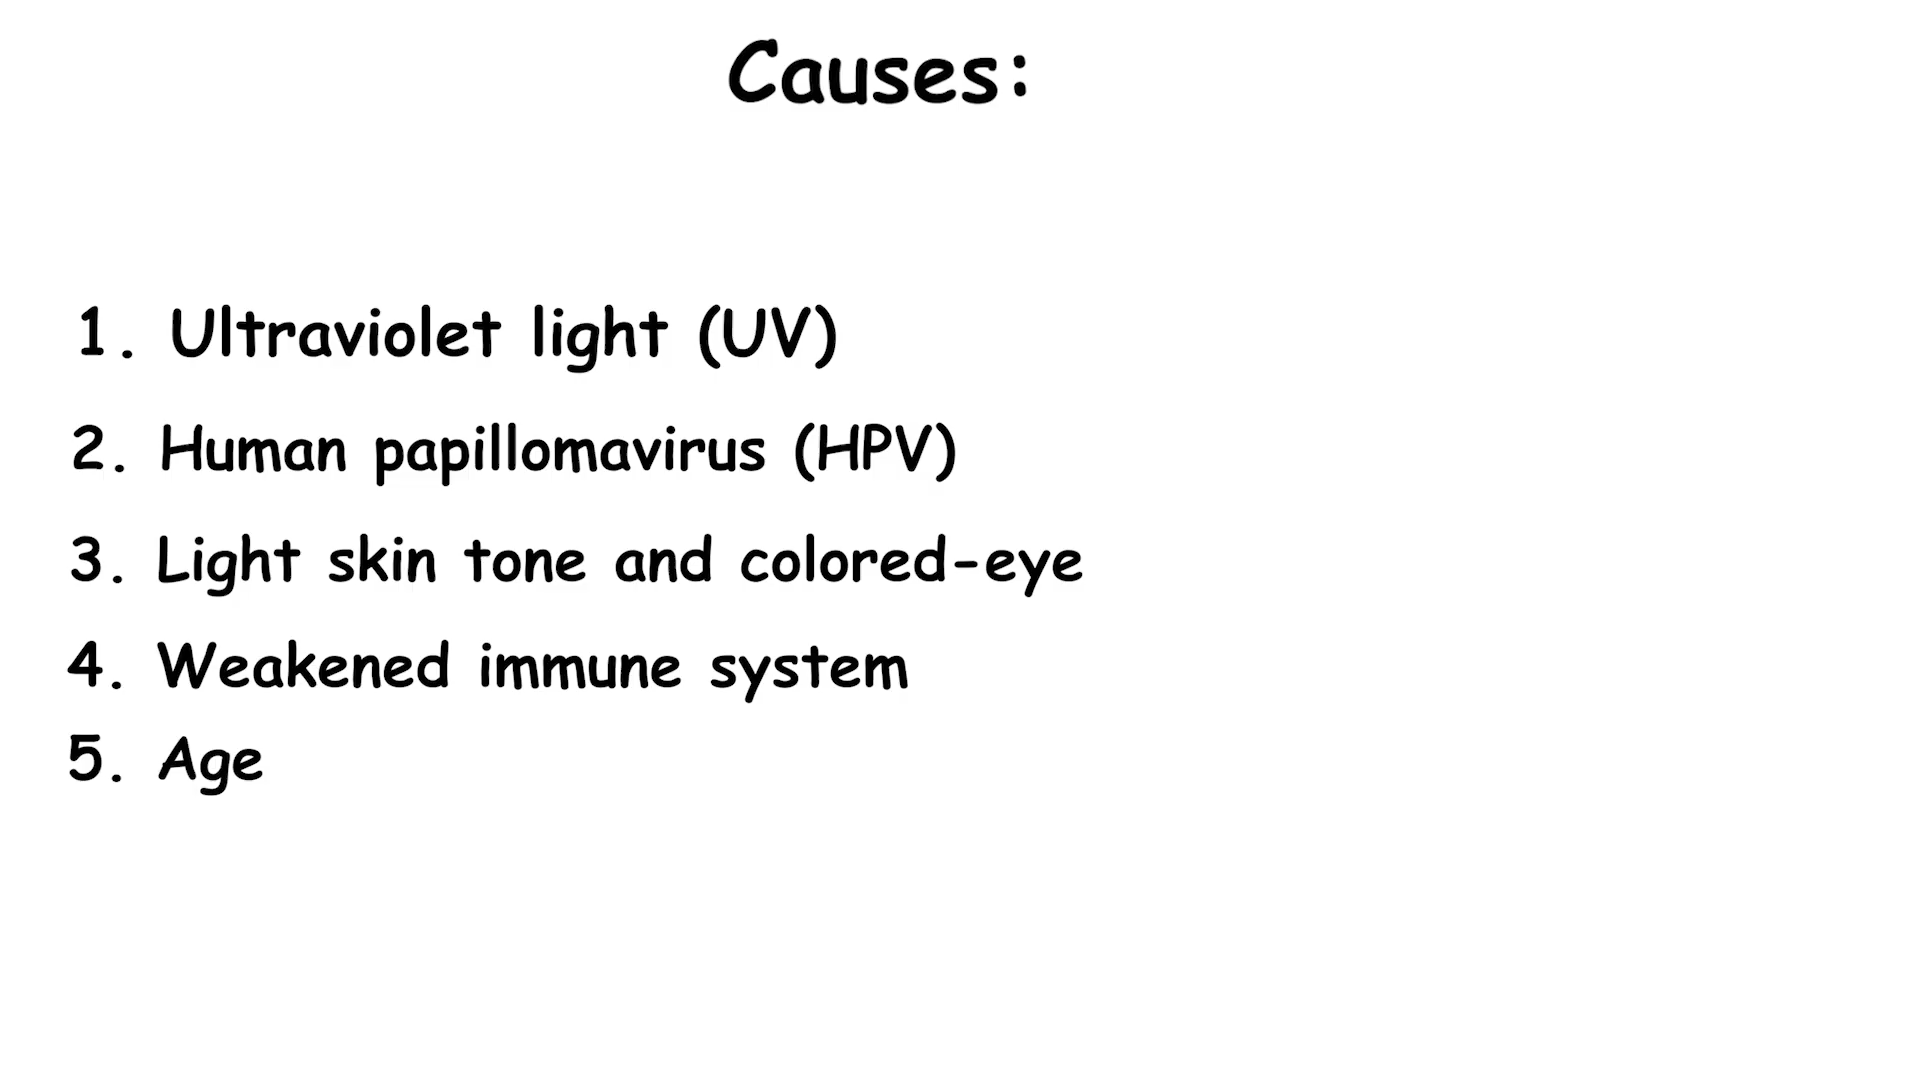 Causes:
1. Ultraviolet light (UV)
2. Human papillomavirus (HPV)
3. Light skin tone and colored-eye
4. Weakened immune system
5. Age